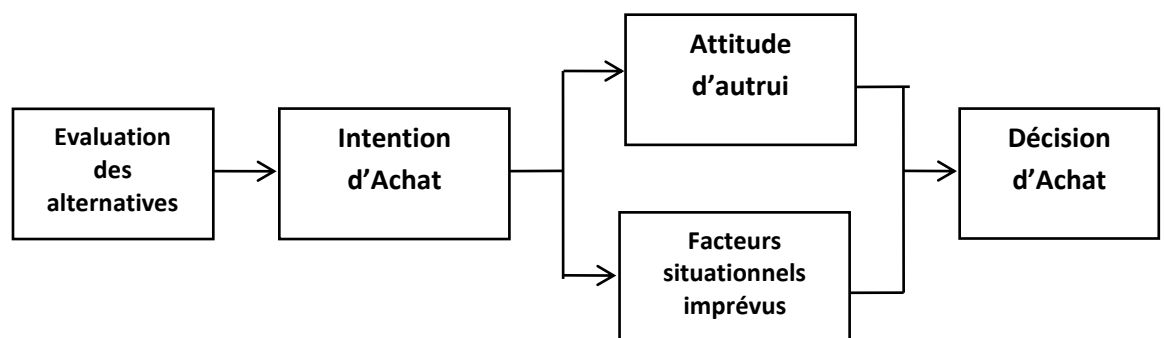 Evaluation
des
alternatives
Intention
d’Achat
Attitude
d’autrui
Facteurs
situationnels
imprévus
Décision
d’Achat